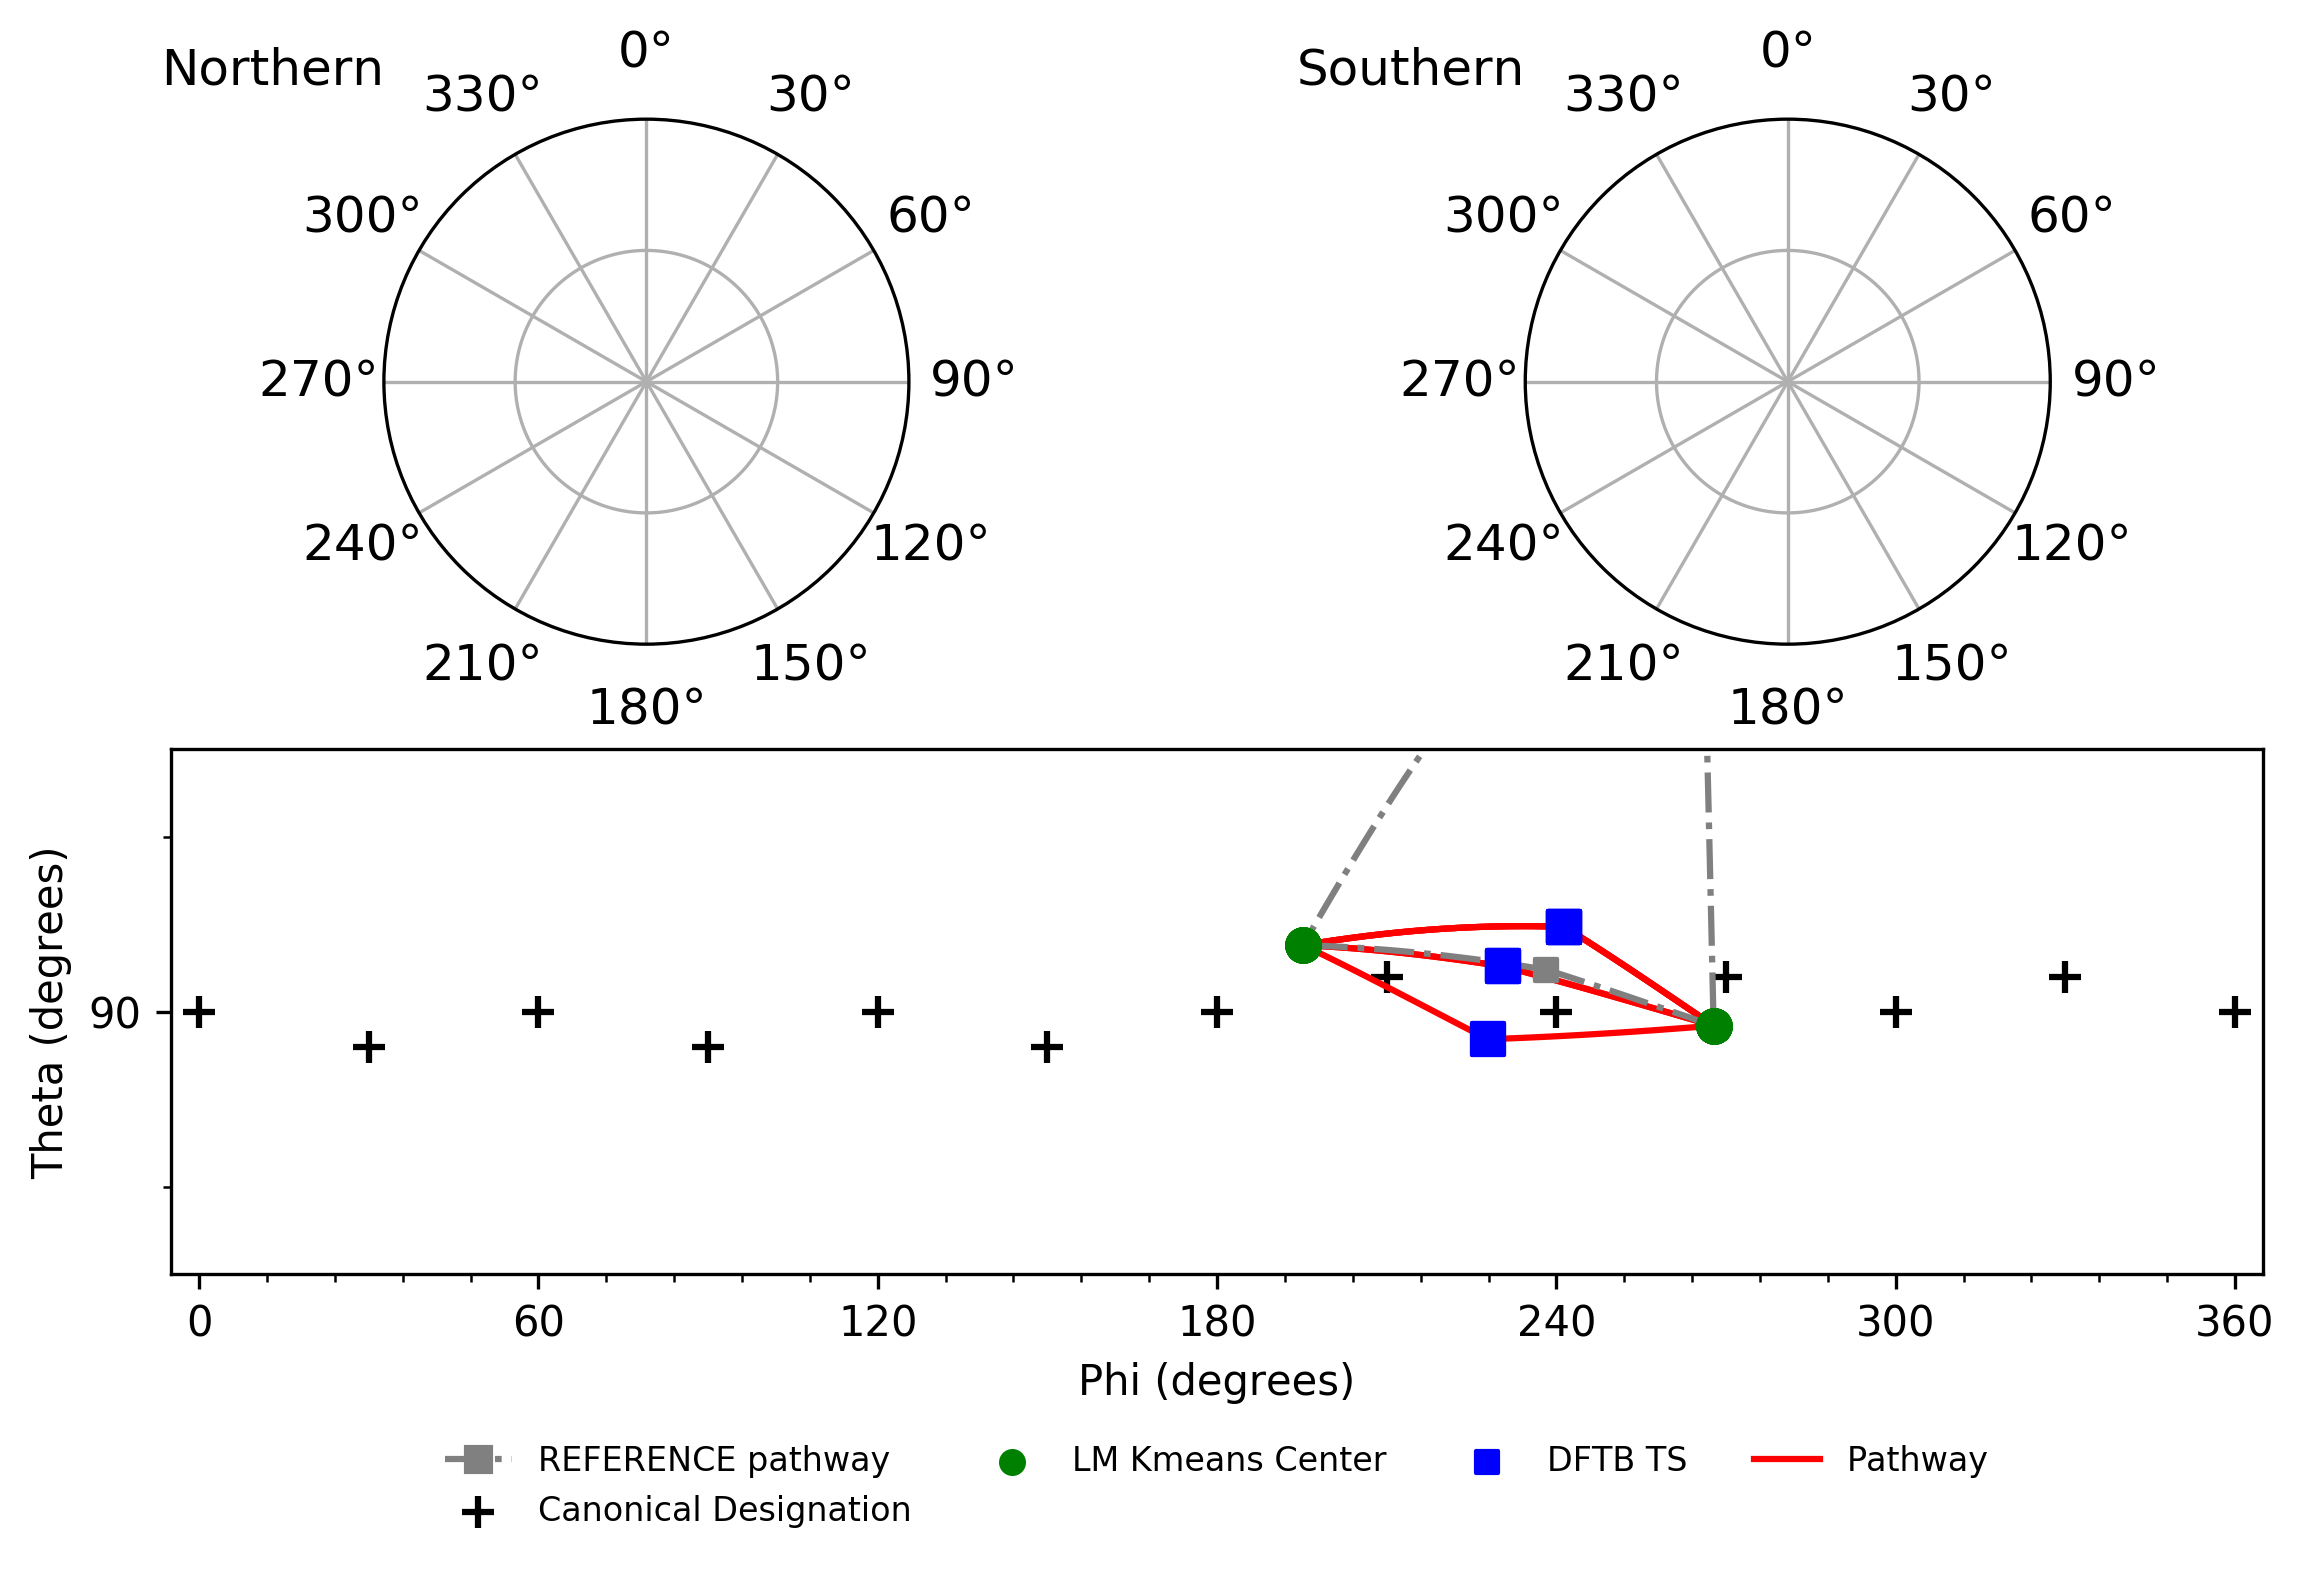 Northern
0°
30°
60°
90°
120°
150°
180°
210°
240°
270°
300°
330°
Southern
0°
30°
60°
90°
120°
150°
180°
210°
240°
270°
300°
330°
Theta (degrees)
90
0 60 120 180 240 300 360
Phi (degrees)
REFERENCE pathway
Canonical Designation
LM Kmeans Center
DFTB TS
Pathway